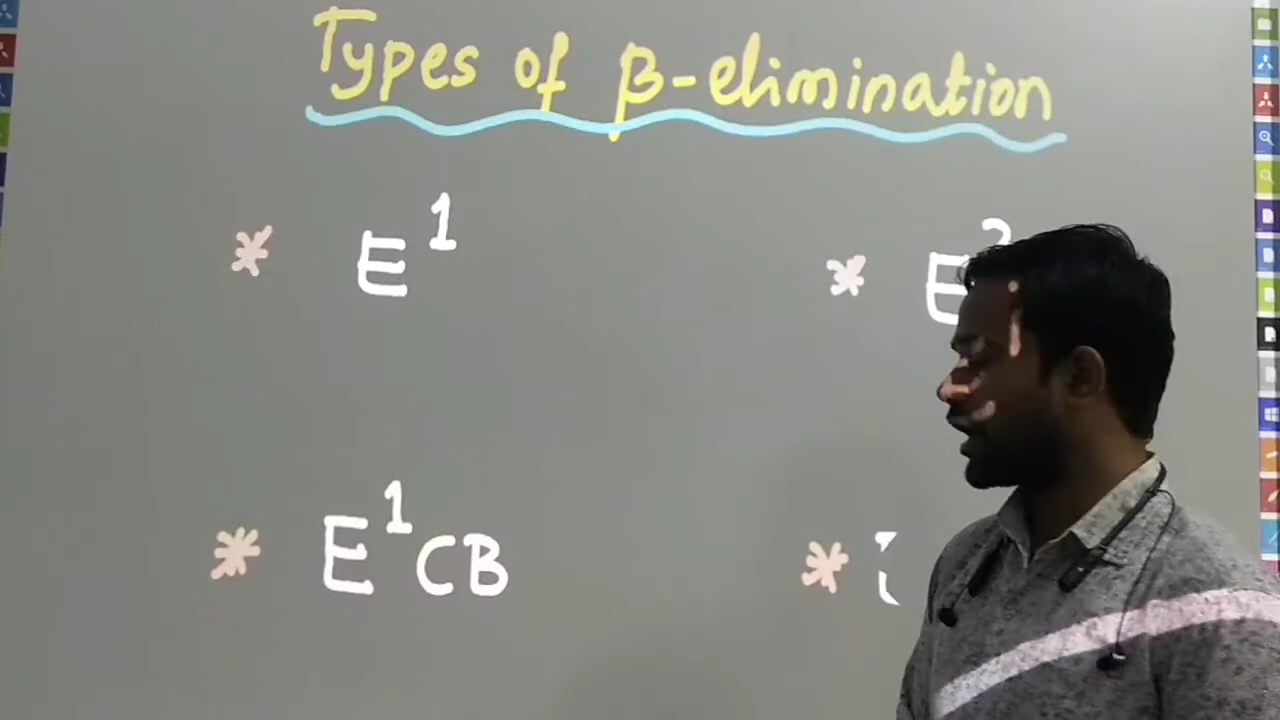 Types of β-elimination
* E¹ * E
* E¹CB *